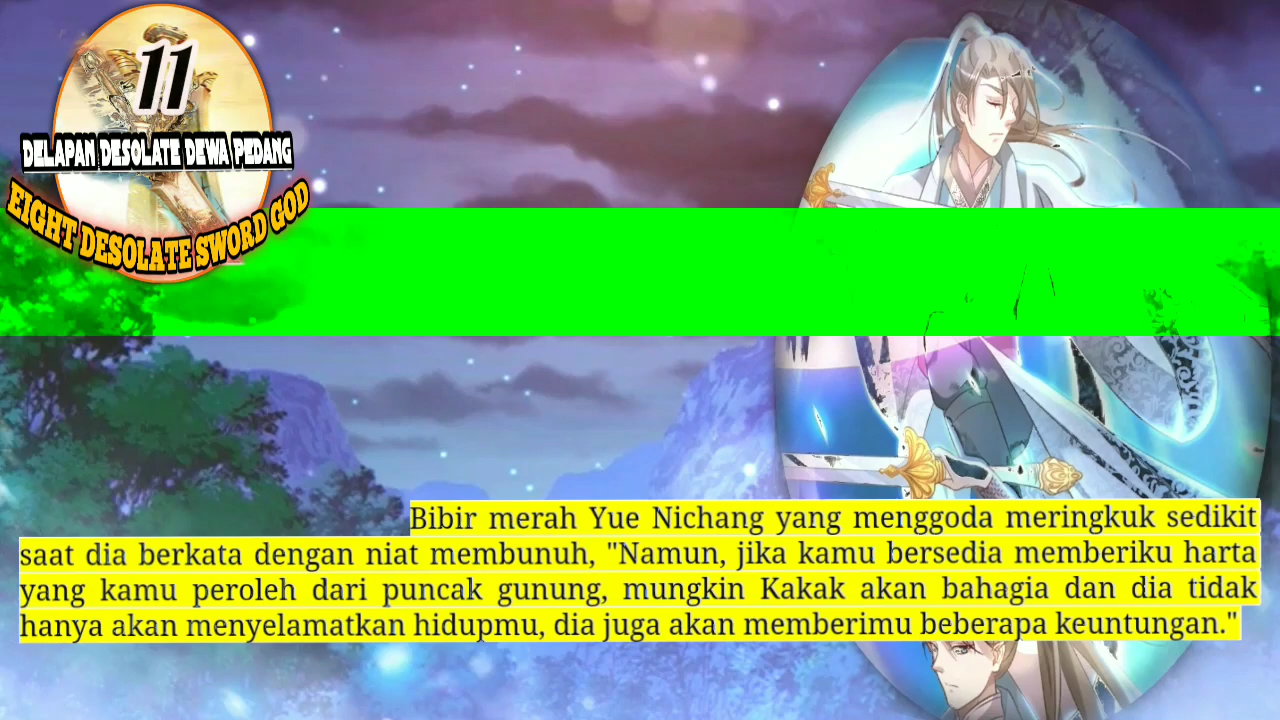 11
DELAPAN DESOLATE DEWA PEDANG
EIGHT DESOLATE SWORD GOD
Bibir merah Yue Nichang yang menggoda meringkuk sedikit
saat dia berkata dengan niat membunuh, "Namun, jika kamu bersedia memberiku harta
yang kamu peroleh dari puncak gunung, mungkin Kakak akan bahagia dan dia tidak
hanya akan menyelamatkan hidupmu, dia juga akan memberimu beberapa keuntungan."